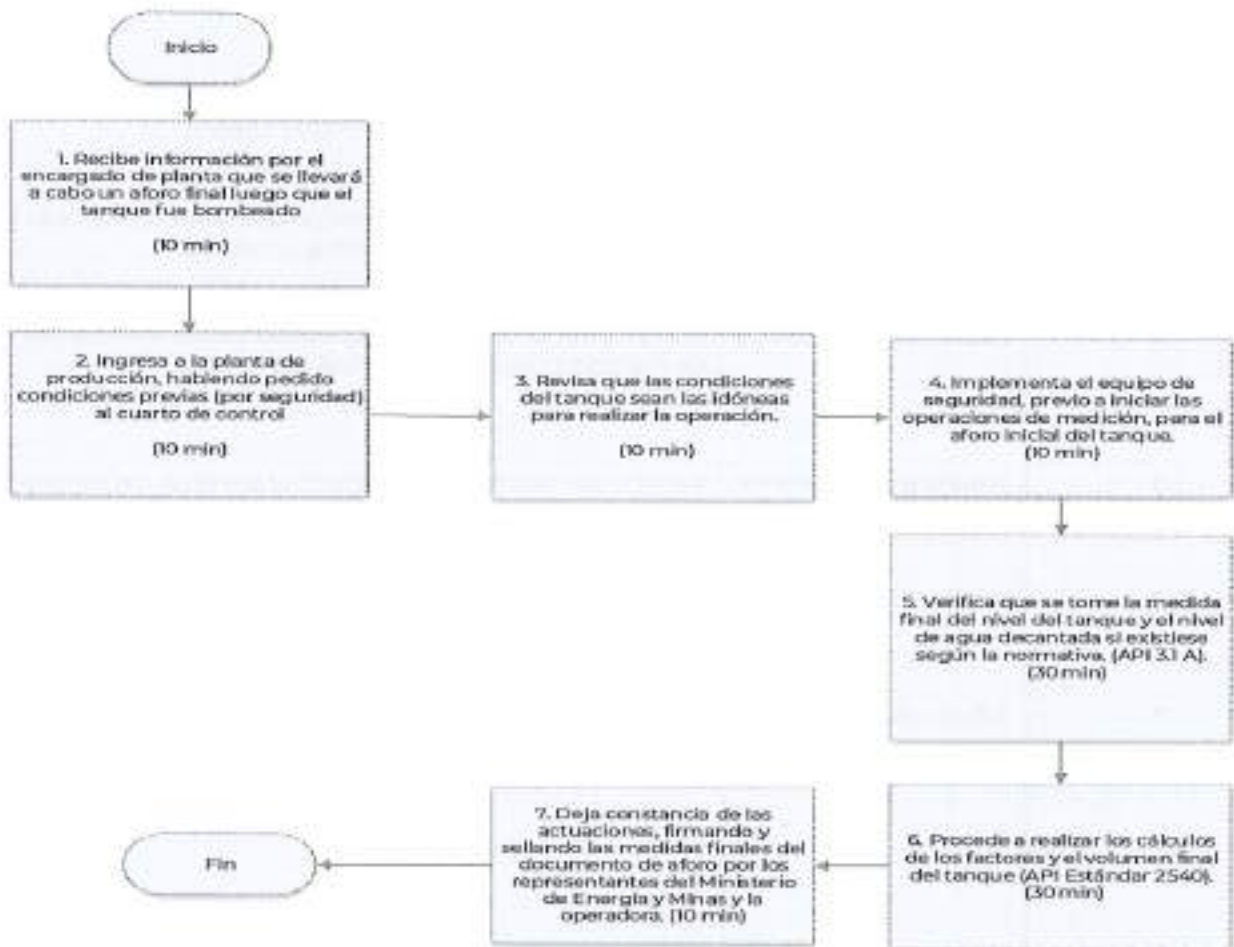 Inicio
1. Recibe información por el
encargado de planta que se llevará
a cabo un aforo final luego que el
tanque fue bombeado
(10 min)
2. Ingresa a la planta de
producción, habiendo pedido
condiciones previas (por seguridad)
al cuarto de control
(10 min)
3. Revisa que las condiciones
del tanque sean las idóneas
para realizar la operación.
(10 min)
4. Implementa el equipo de
seguridad, previo a iniciar las
operaciones de medición, para el
aforo inicial del tanque.
(10 min)
5. Verifica que se tome la medida
final del nivel del tanque y el nivel
de agua decantada si existiese
según la normativa. (API 3.1 A).
(30 min)
6. Procede a realizar los cálculos
de los factores y el volumen final
del tanque (API Estándar 2540).
(30 min)
7. Deja constancia de las
actuaciones, firmando y
sellando las medidas finales del
documento de aforo por los
representantes del Ministerio
de Energía y Minas y la
operadora. (10 min)
Fin